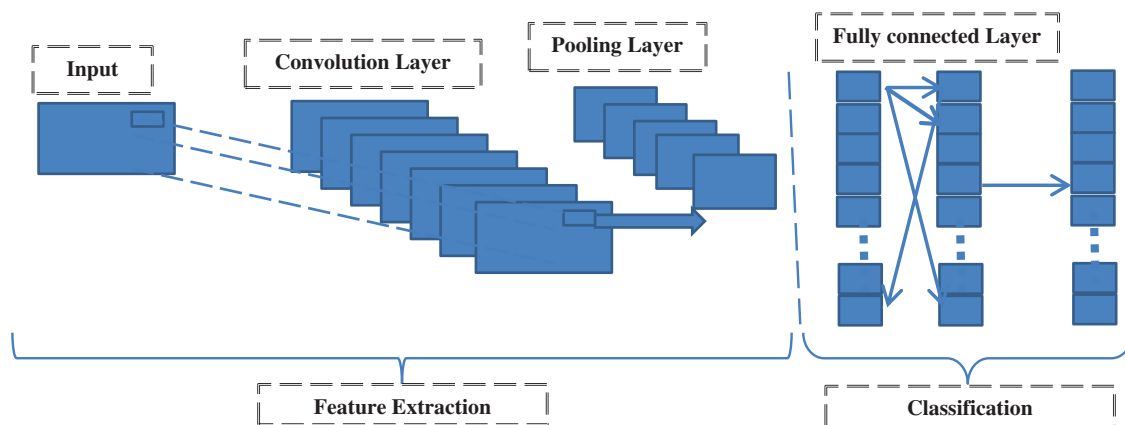 Input
Convolution Layer
Pooling Layer
Fully connected Layer
Feature Extraction
Classification